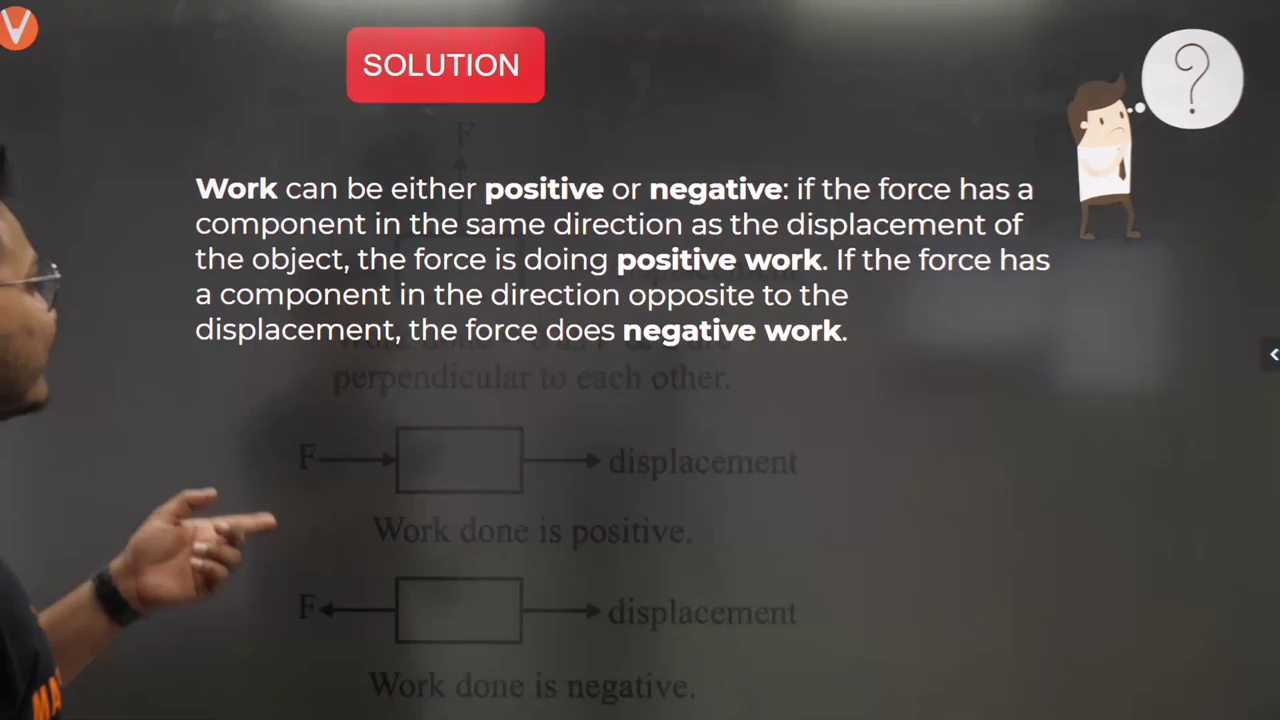 SOLUTION
?
F
Work can be either positive or negative: if the force has a
component in the same direction as the displacement of
the object, the force is doing positive work. If the force has
a component in the direction opposite to the
displacement, the force does negative work.
perpendicular to each other.
F displacement
Work done is positive.
F displacement
Work done is negative.
MA